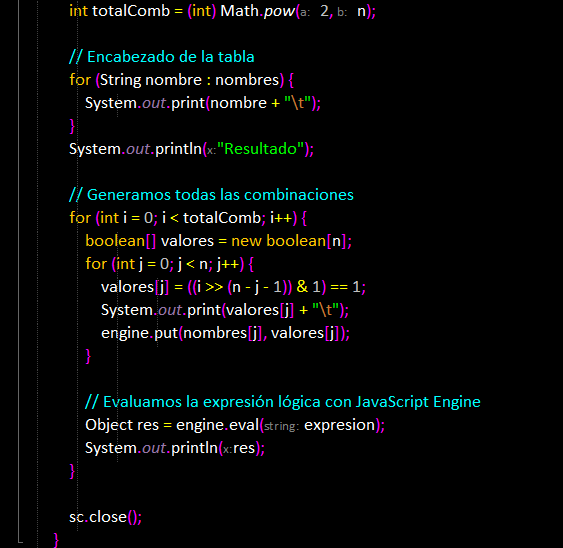 int totalComb = (int) Math.pow(a: 2, b: n);
// Encabezado de la tabla
for (String nombre : nombres) {
System.out.print(nombre + "\t");
}
System.out.println(x:"Resultado");
// Generamos todas las combinaciones
for (int i = 0; i < totalComb; i++) {
boolean[] valores = new boolean[n];
for (int j = 0; j < n; j++) {
valores[j] = ((i >> (n - j - 1)) & 1) == 1;
System.out.print(valores[j] + "\t");
engine.put(nombres[j], valores[j]);
}
// Evaluamos la expresión lógica con JavaScript Engine
Object res = engine.eval(string: expresion);
System.out.println(x:res);
}
sc.close();
}